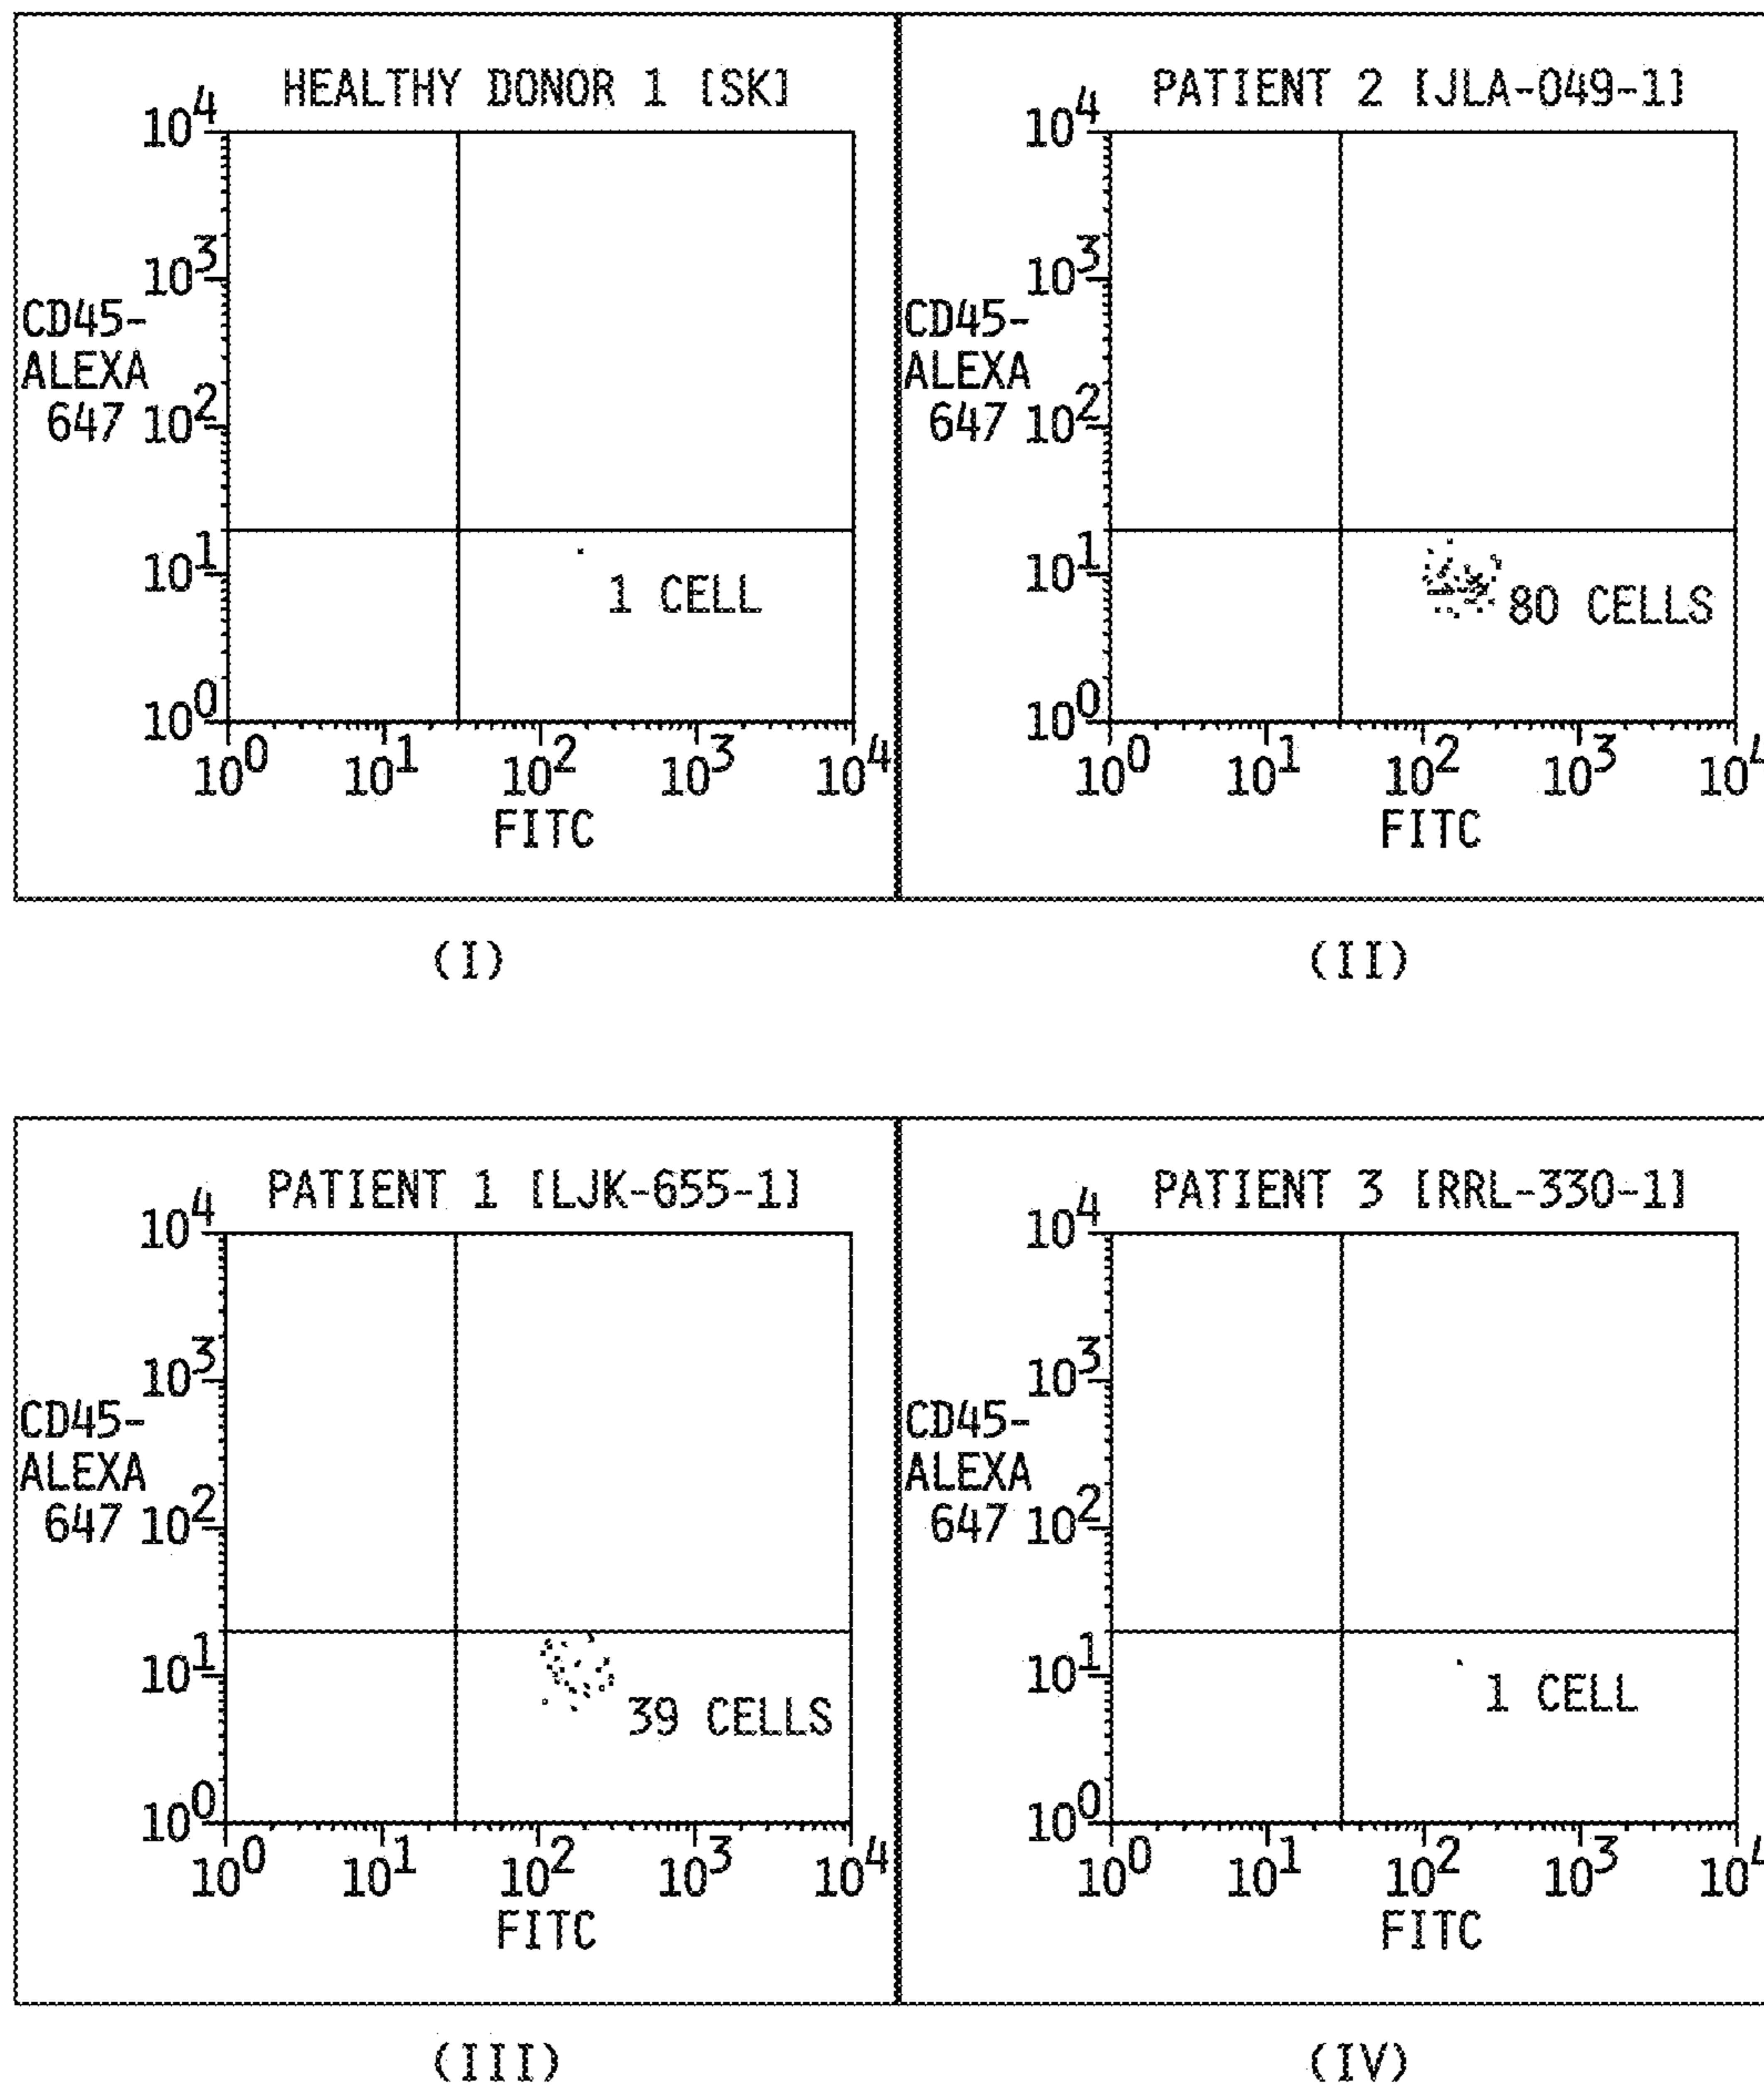 HEALTHY DONOR 1 [SK]
10^4
10^3
CD45-
ALEXA
647 10^2
10^1
1 CELL
10^0
10^0 10^1 10^2 10^3 10^4
FITC
(I)
PATIENT 2 [JLA-049-1]
10^4
10^3
CD45-
ALEXA
647 10^2
10^1
80 CELLS
10^0
10^0 10^1 10^2 10^3 10^4
FITC
(II)
PATIENT 1 [LJK-655-1]
10^4
10^3
CD45-
ALEXA
647 10^2
10^1
39 CELLS
10^0
10^0 10^1 10^2 10^3 10^4
FITC
(III)
PATIENT 3 [RRL-330-1]
10^4
10^3
CD45-
ALEXA
647 10^2
10^1
1 CELL
10^0
10^0 10^1 10^2 10^3 10^4
FITC
(IV)